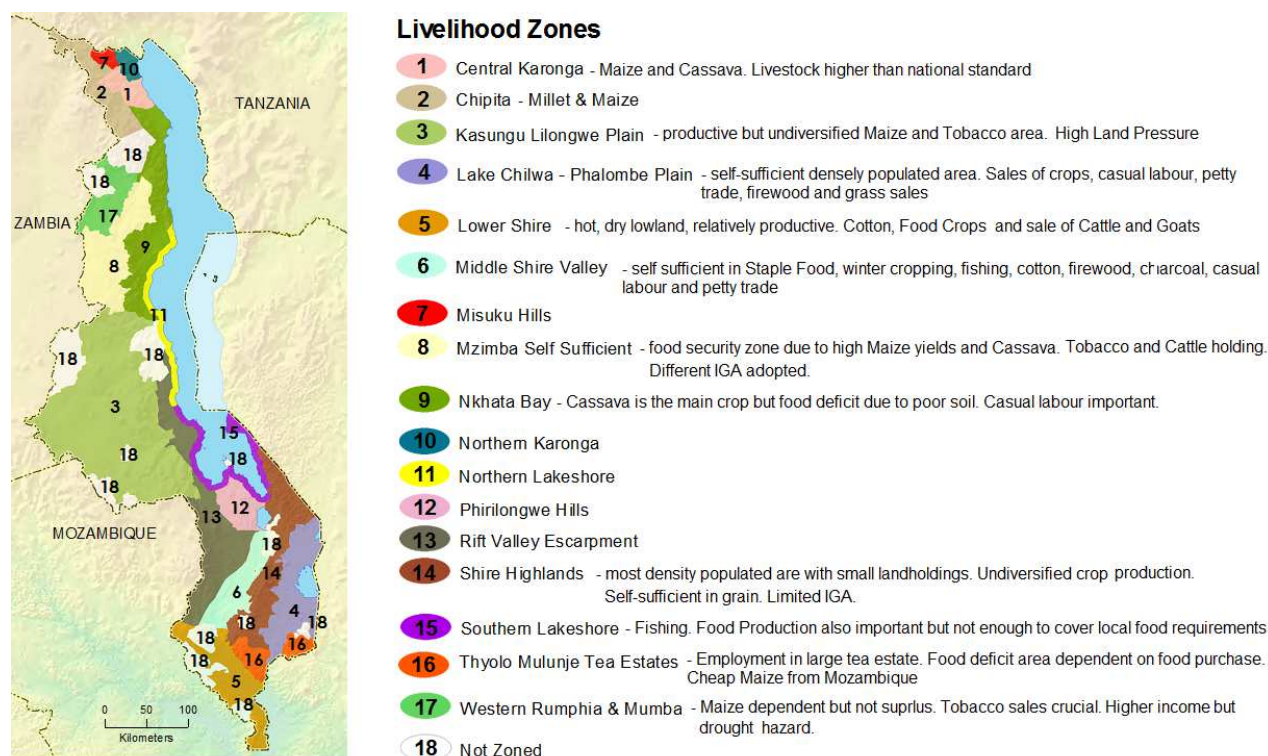 Livelihood Zones
1 Central Karonga - Maize and Cassava. Livestock higher than national standard
2 Chipita - Millet & Maize
3 Kasungu Lilongwe Plain - productive but undiversified Maize and Tobacco area. High Land Pressure
4 Lake Chilwa - Phalombe Plain - self-sufficient densely populated area. Sales of crops, casual labour, petty
trade, firewood and grass sales
5 Lower Shire - hot, dry lowland, relatively productive. Cotton, Food Crops and sale of Cattle and Goats
6 Middle Shire Valley - self sufficient in Staple Food, winter cropping, fishing, cotton, firewood, charcoal, casual
labour and petty trade
7 Misuku Hills
8 Mzimba Self Sufficient - food security zone due to high Maize yields and Cassava. Tobacco and Cattle holding.
Different IGA adopted.
9 Nkhata Bay - Cassava is the main crop but food deficit due to poor soil. Casual labour important.
10 Northern Karonga
11 Northern Lakeshore
12 Phirilongwe Hills
13 Rift Valley Escarpment
14 Shire Highlands - most density populated are with small landholdings. Undiversified crop production.
Self-sufficient in grain. Limited IGA.
15 Southern Lakeshore - Fishing. Food Production also important but not enough to cover local food requirements
16 Thyolo Mulunje Tea Estates - Employment in large tea estate. Food deficit area dependent on food purchase.
Cheap Maize from Mozambique
17 Western Rumphia & Mumba - Maize dependent but not suprlus. Tobacco sales crucial. Higher income but
drought hazard.
18 Not Zoned
7
10
2
1
TANZANIA
18
18
17
ZAMBIA
9
8
11
18
18
3
15
18
18
18
12
13
MOZAMBIQUE
18
14
6
4
18
18
18
16
16
18
5
18
0 50 100
Kilometers